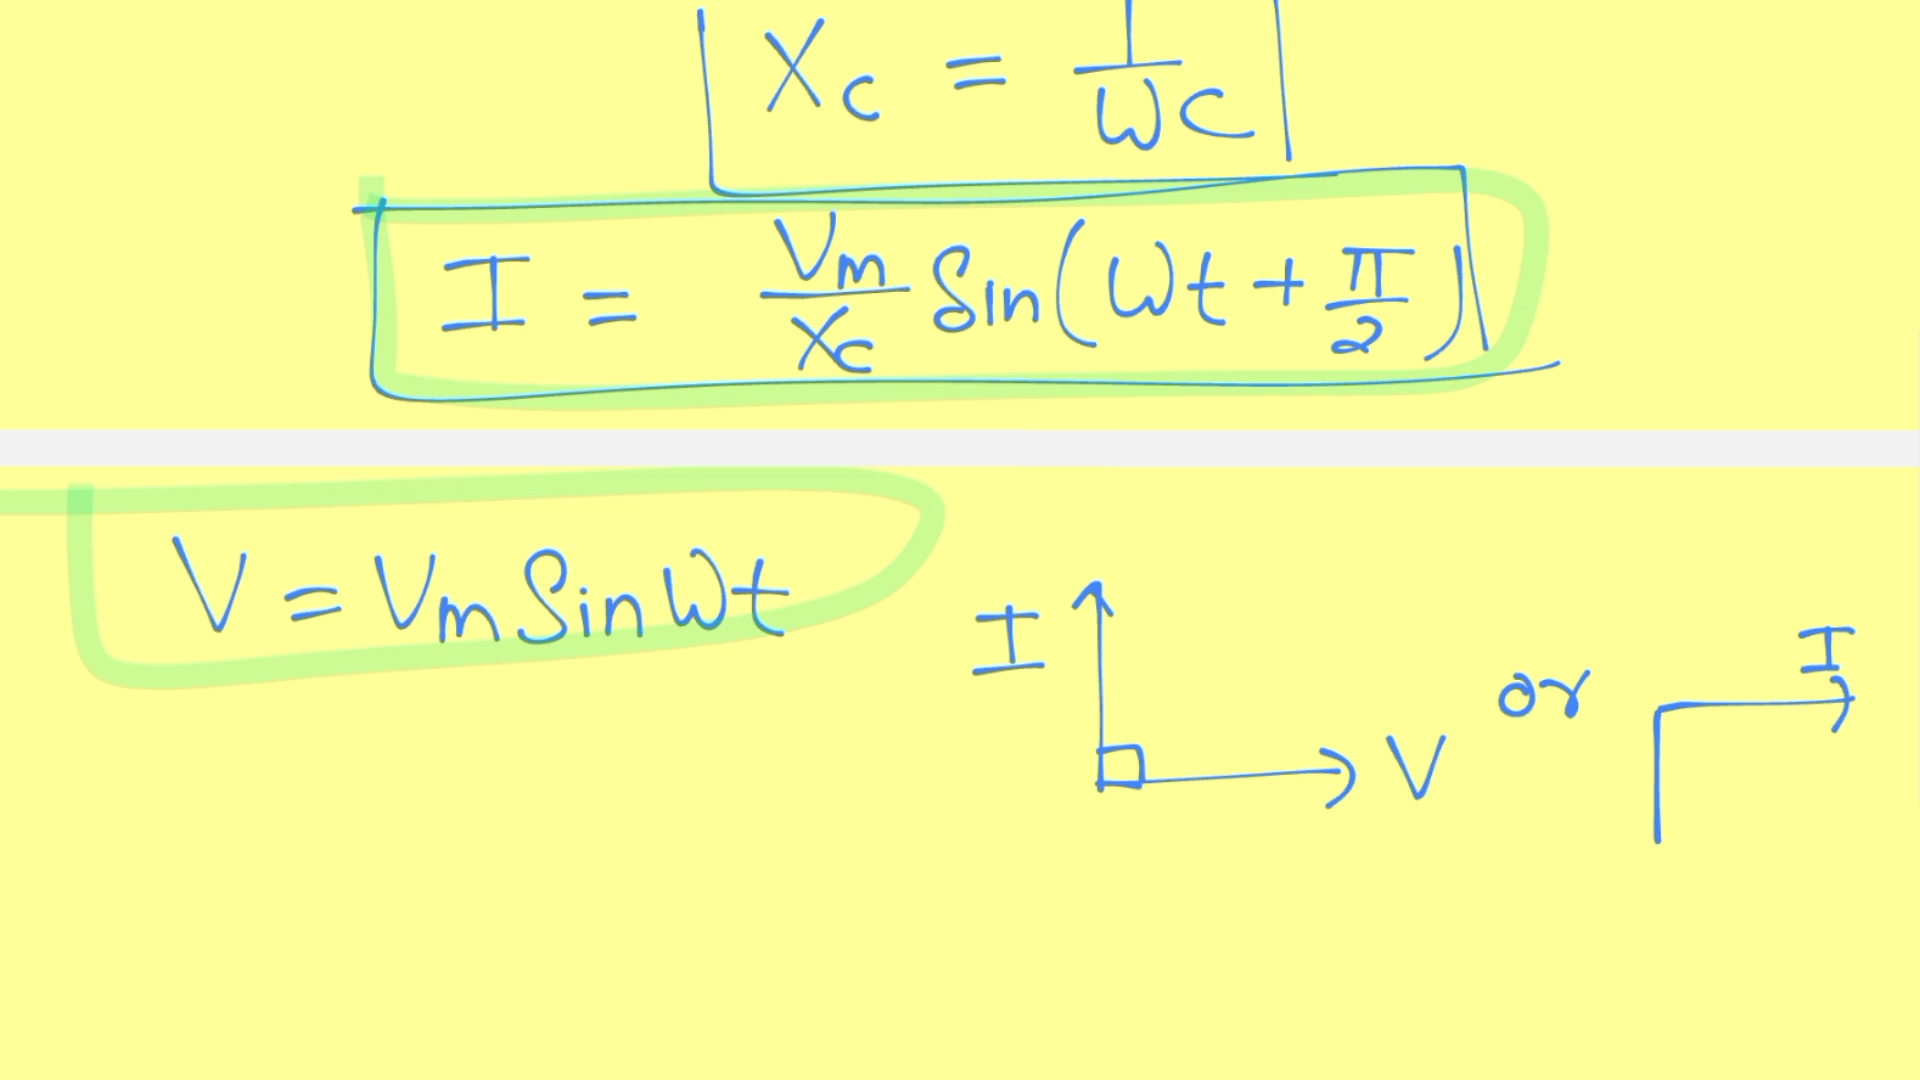 Xc = 1/ωC
I = Vm/Xc Sin(ωt + π/2)
V = Vm Sin ωt
I
V
or
I